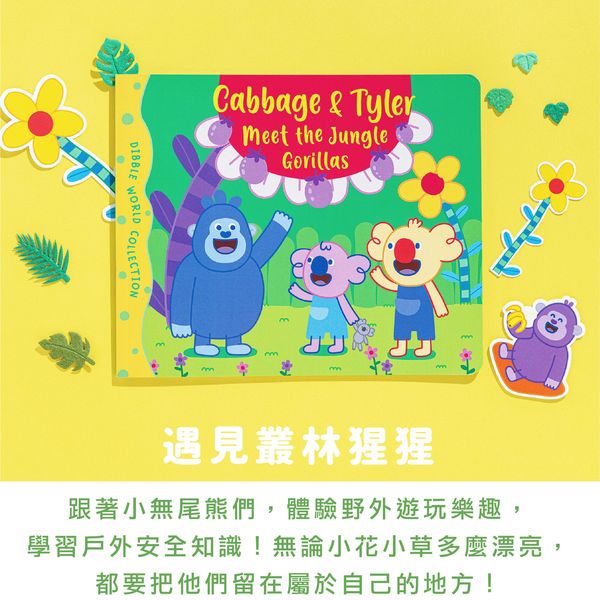 Cabbage & Tyler
Meet the Jungle
Gorillas
DIBBLE WORLD COLLECTION
遇見叢林猩猩
跟著小無尾熊們，體驗野外遊玩樂趣，
學習戶外安全知識！無論小花小草多麼漂亮，
都要把他們留在屬於自己的地方！